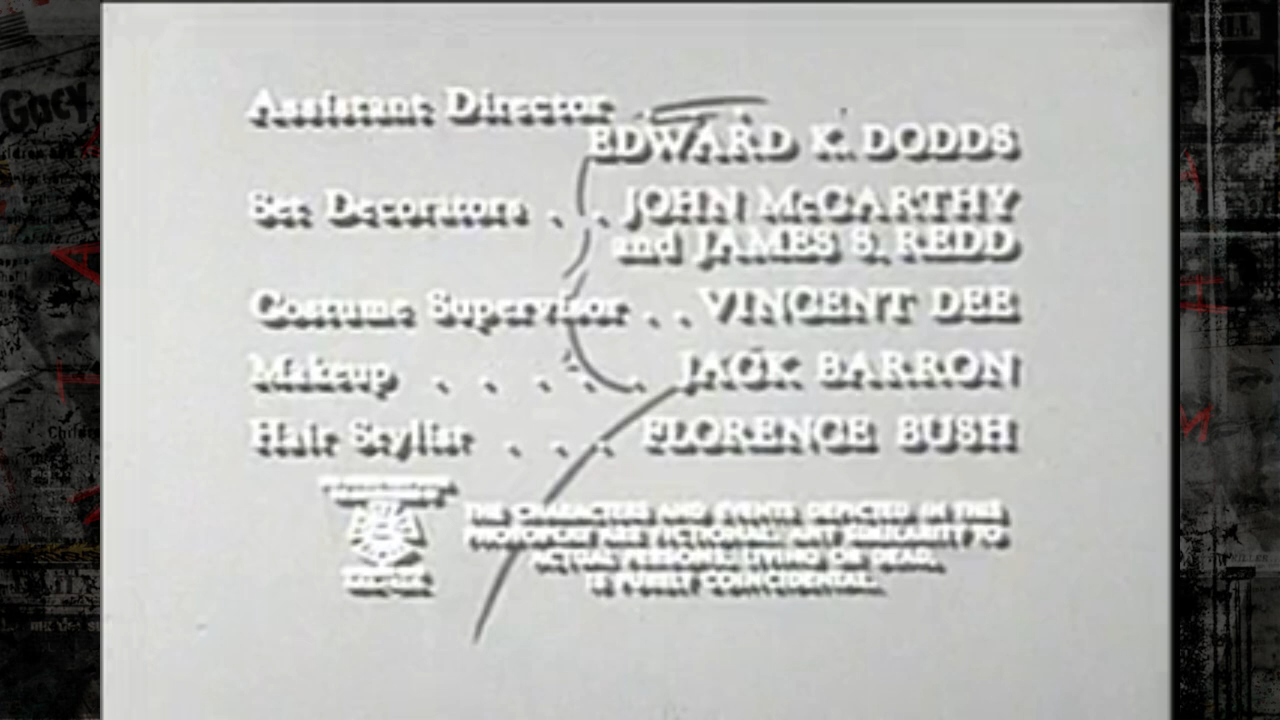 Assistant Director . . .
EDWARD K. DODDS
Set Decorators . . JOHN McCARTHY
and JAMES S. REDD
Costume Supervisor . . VINCENT DEE
Makeup . . . . . JACK BARRON
Hair Stylist . . . FLORENCE BUSH
THE CHARACTERS AND EVENTS DEPICTED IN THIS
PHOTOPLAY ARE FICTIONAL. ANY SIMILARITY TO
ACTUAL PERSONS, LIVING OR DEAD,
IS PURELY COINCIDENTAL.
Gacy